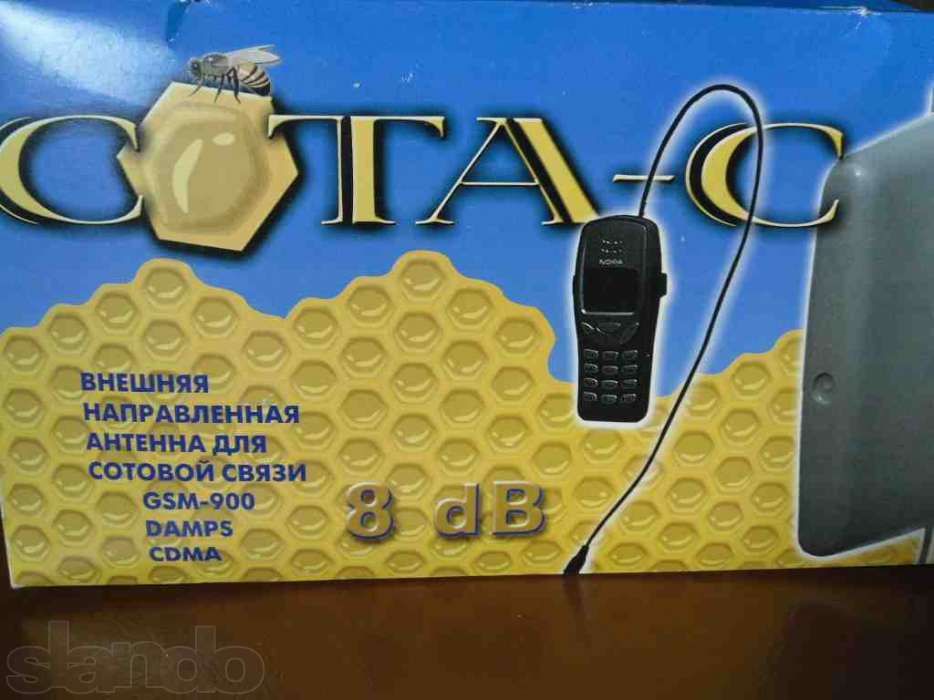 СОТА-С
NOKIA
ВНЕШНЯЯ
НАПРАВЛЕННАЯ
АНТЕННА ДЛЯ
СОТОВОЙ СВЯЗИ
GSM-900
DAMPS
CDMA
8 dB
slando